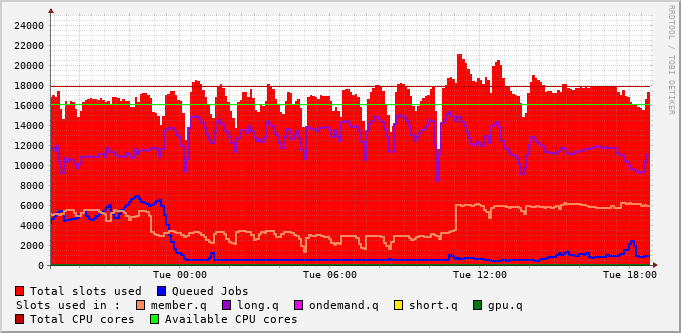 RRDTOOL / TOBI OETIKER
24000
22000
20000
18000
16000
14000
12000
10000
8000
6000
4000
2000
0
Tue 00:00 Tue 06:00 Tue 12:00 Tue 18:00
Total slots used Queued Jobs
Slots used in : member.q long.q ondemand.q short.q gpu.q
Total CPU cores Available CPU cores